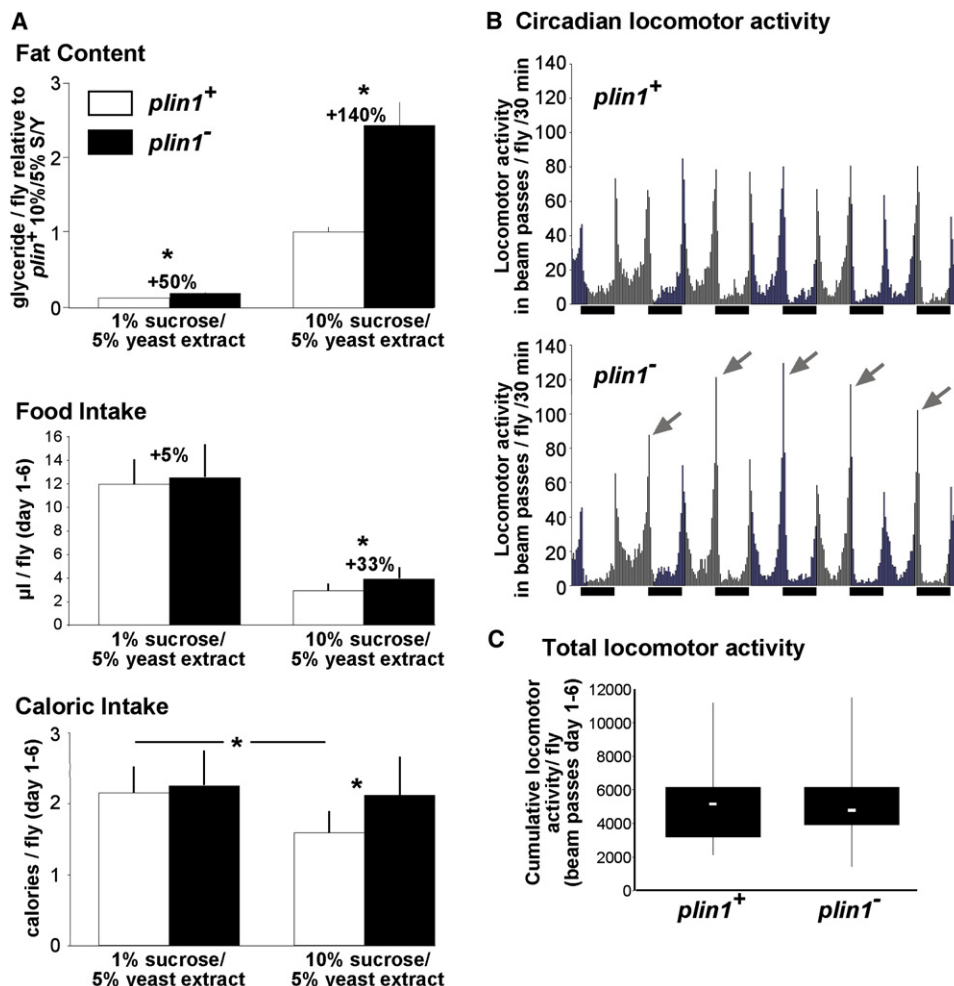 A
Fat Content
glyceride / fly relative to
plin⁺ 10%/5% S/Y
3
2
1
0
plin1⁺
plin1⁻
*
+50%
*
+140%
1% sucrose/
5% yeast extract
10% sucrose/
5% yeast extract
Food Intake
µl / fly (day 1-6)
16
14
12
10
8
6
4
2
0
+5%
*
+33%
1% sucrose/
5% yeast extract
10% sucrose/
5% yeast extract
Caloric Intake
calories / fly (day 1-6)
3
2
1
0
*
*
1% sucrose/
5% yeast extract
10% sucrose/
5% yeast extract
B Circadian locomotor activity
Locomotor activity
in beam passes / fly /30 min
140
120
100
80
60
40
20
0
plin1⁺
Locomotor activity
in beam passes / fly /30 min
140
120
100
80
60
40
20
0
plin1⁻
C Total locomotor activity
Cumulative locomotor
activity/ fly
(beam passes day 1-6)
12000
10000
8000
6000
4000
2000
0
plin1⁺
plin1⁻